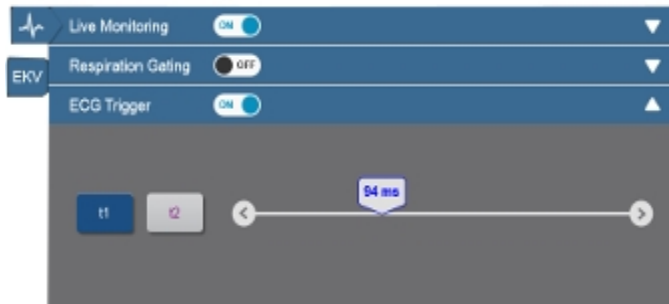 Live Monitoring ON
Respiration Gating OFF
EKV
ECG Trigger ON
94 ms
t1 t2